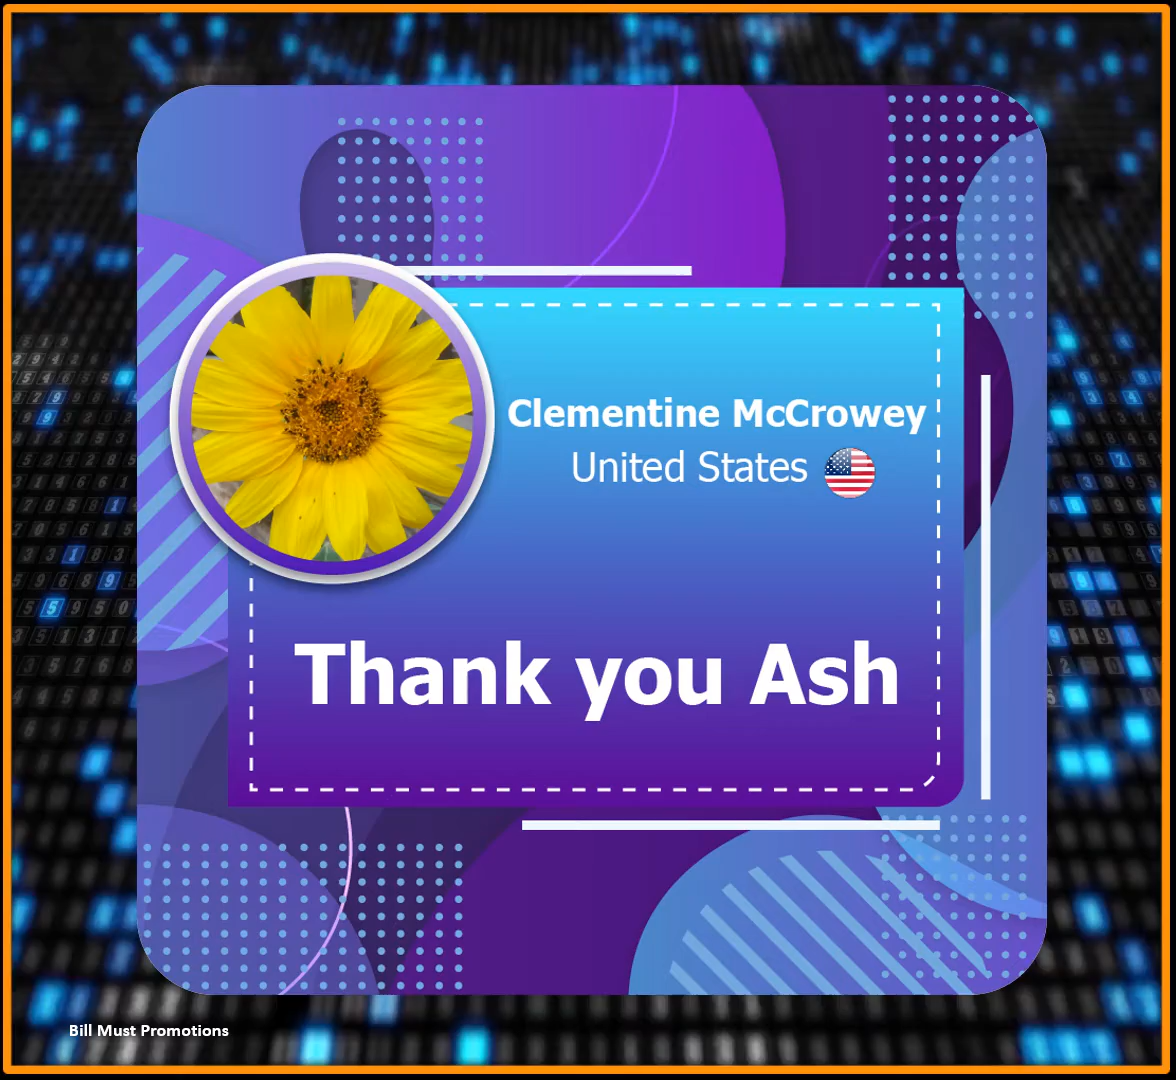 Clementine McCrowey
United States
Thank you Ash
Bill Must Promotions